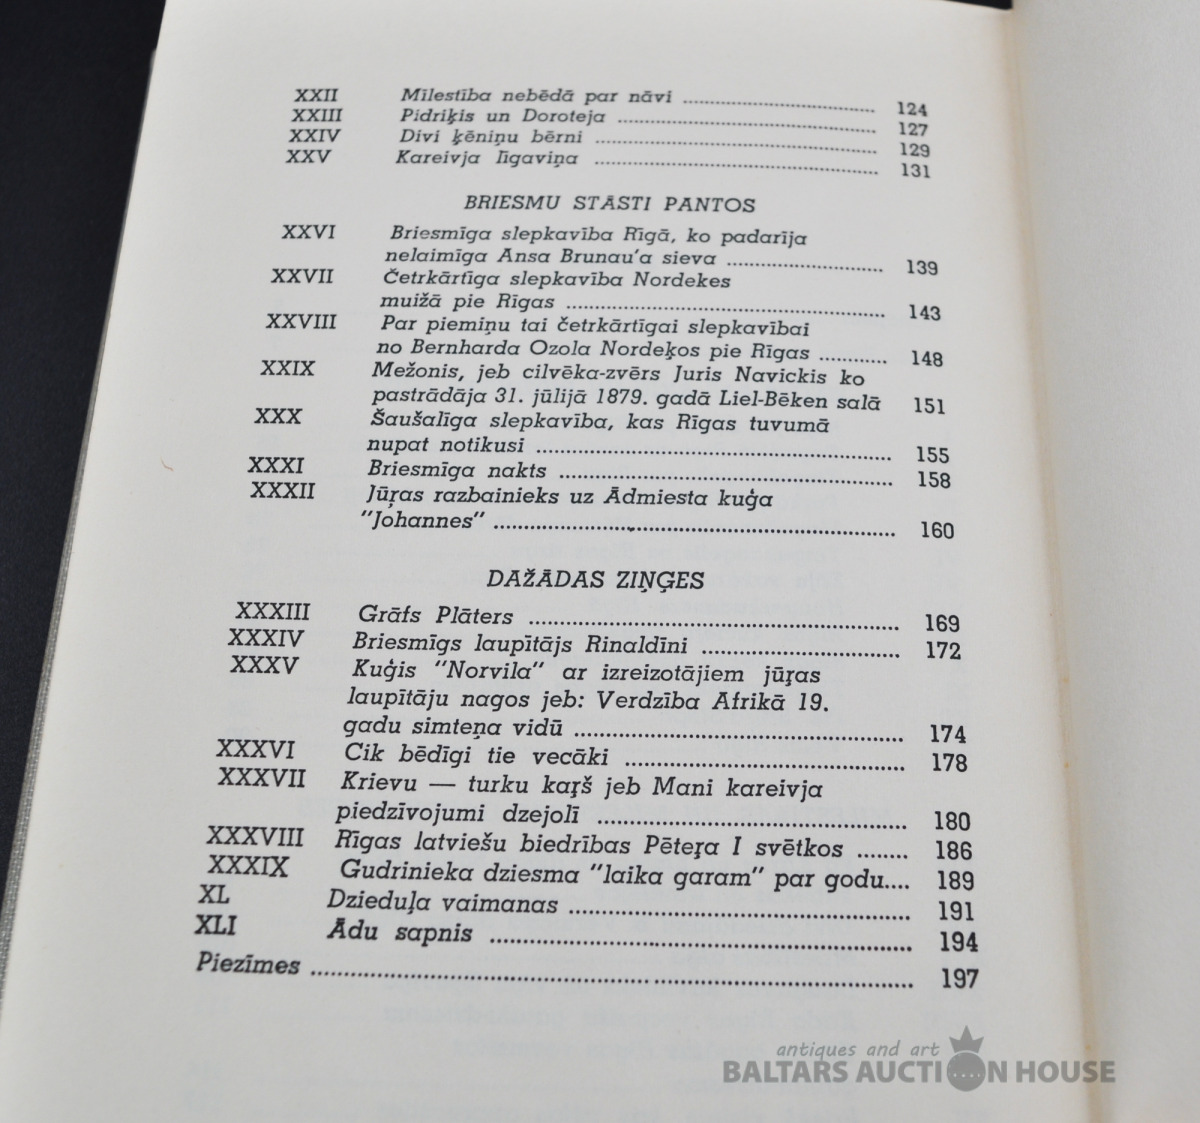 XXII Mīlestība nebēdā par nāvi 124
XXIII Pidriķis un Doroteja 127
XXIV Divi ķēniņu bērni 129
XXV Kareivja līgaviņa 131
BRIESMU STĀSTI PANTOS
XXVI Briesmīga slepkavība Rīgā, ko padarīja
nelaimīga Ansa Brunau'a sieva 139
XXVII Četrkārtīga slepkavība Nordekes
muižā pie Rīgas 143
XXVIII Par piemiņu tai četrkārtīgai slepkavībai
no Bernharda Ozola Nordeķos pie Rīgas 148
XXIX Mežonis, jeb cilvēka-zvērs Juris Navickis ko
pastrādāja 31. jūlijā 1879. gadā Liel-Bēken salā 151
XXX Šaušalīga slepkavība, kas Rīgas tuvumā
nupat notikusi 155
XXXI Briesmīga nakts 158
XXXII Jūŗas razbainieks uz Ādmiesta kuģa
"Johannes" 160
DAŽĀDAS ZIŅĢES
XXXIII Grāfs Plāters 169
XXXIV Briesmīgs laupītājs Rinaldīni 172
XXXV Kuģis "Norvila" ar izreizotājiem jūŗas
laupītāju nagos jeb: Verdzība Afrikā 19.
gadu simteņa vidū 174
XXXVI Cik bēdīgi tie vecāki 178
XXXVII Krievu — turku kaŗš jeb Mani kareivja
piedzīvojumi dzejolī 180
XXXVIII Rīgas latviešu biedrības Pēteŗa I svētkos 186
XXXIX Gudrinieka dziesma "laika garam" par godu.... 189
XL Dzieduļa vaimanas 191
XLI Ādu sapnis 194
Piezīmes 197
antiques and art
BALTARS AUCTION HOUSE